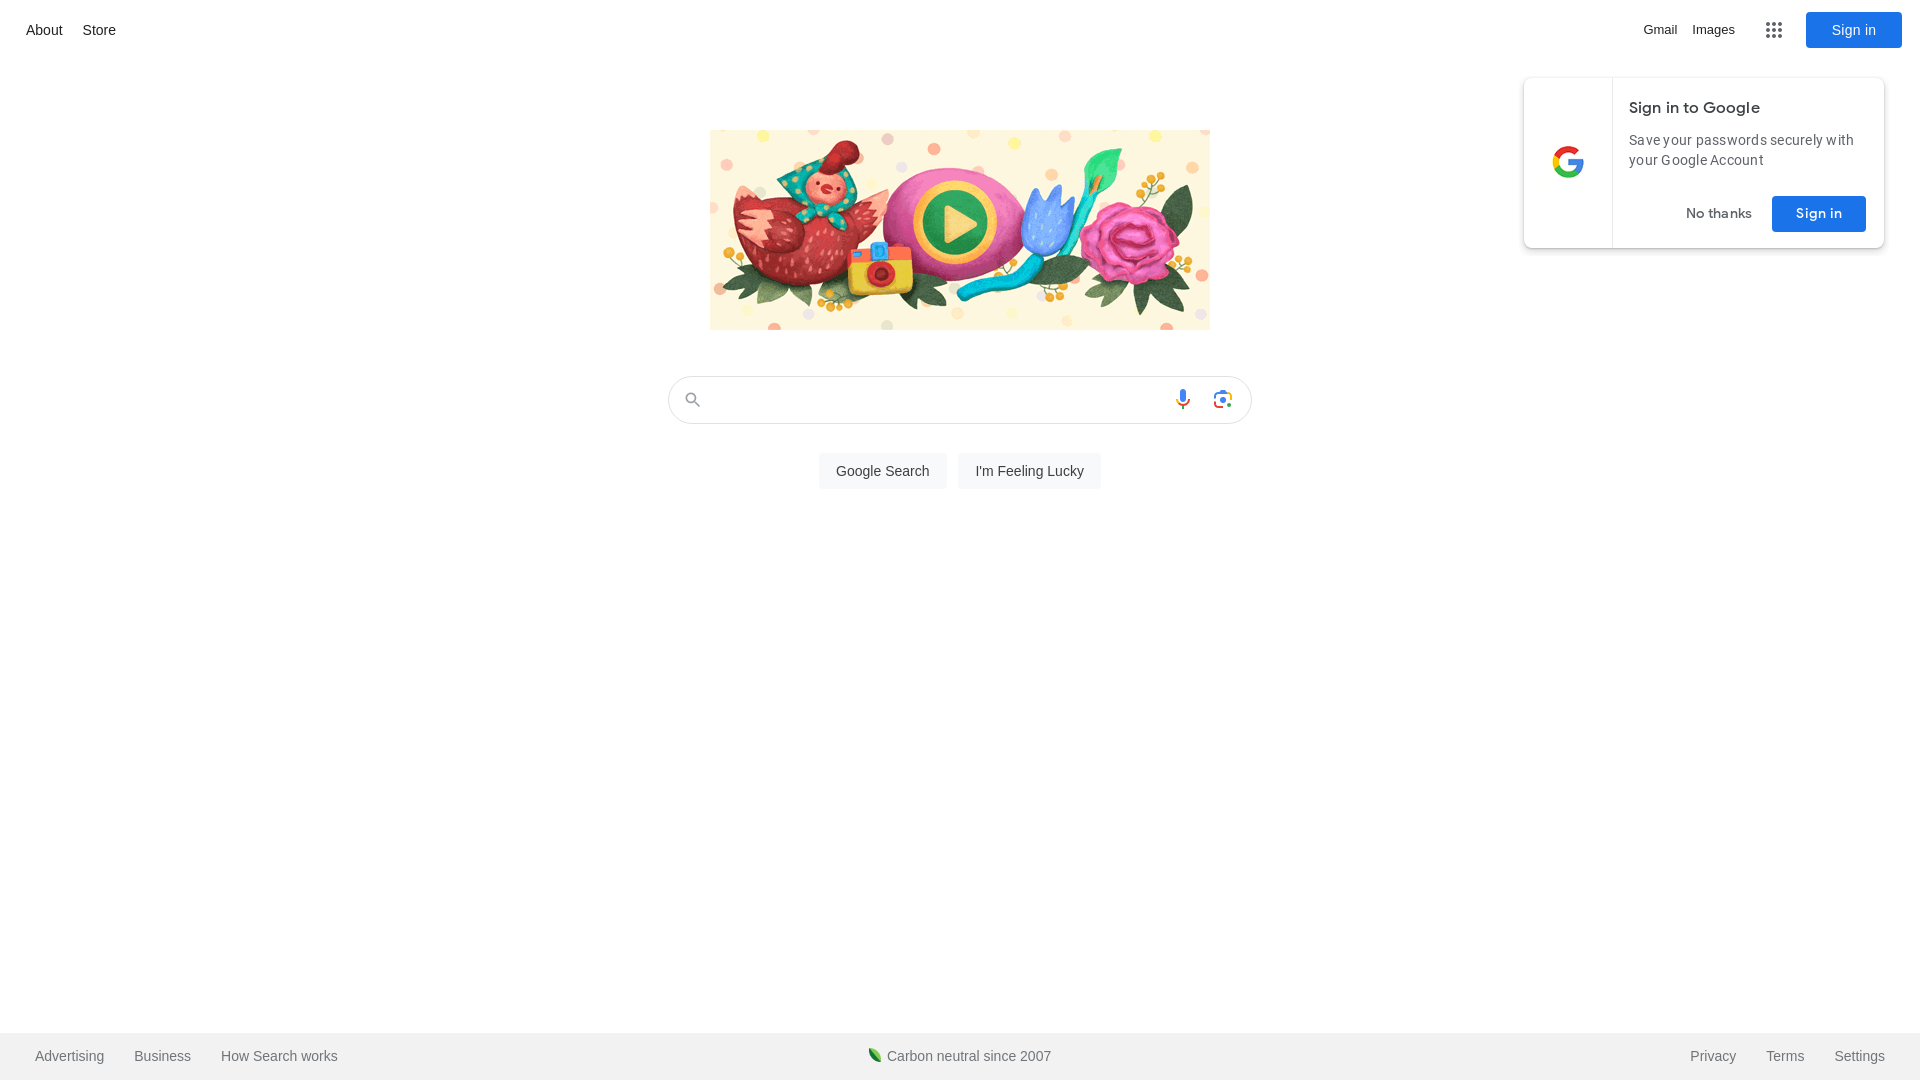 About Store
Gmail Images Sign in
Sign in to Google
Save your passwords securely with
your Google Account
No thanks Sign in
Google Search I'm Feeling Lucky
Advertising Business How Search works
Carbon neutral since 2007
Privacy Terms Settings